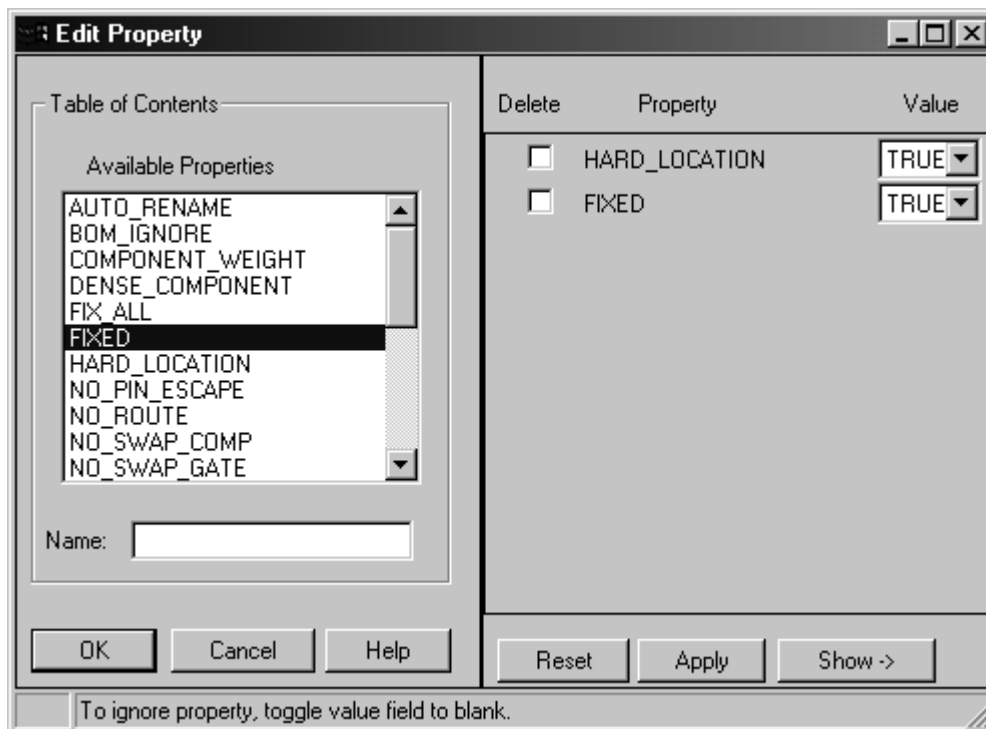 Edit Property
Table of Contents
Available Properties
AUTO_RENAME
BOM_IGNORE
COMPONENT_WEIGHT
DENSE_COMPONENT
FIX_ALL
FIXED
HARD_LOCATION
NO_PIN_ESCAPE
NO_ROUTE
NO_SWAP_COMP
NO_SWAP_GATE
Name:
OK Cancel Help
Delete Property Value
HARD_LOCATION TRUE
FIXED TRUE
Reset Apply Show ->
To ignore property, toggle value field to blank.